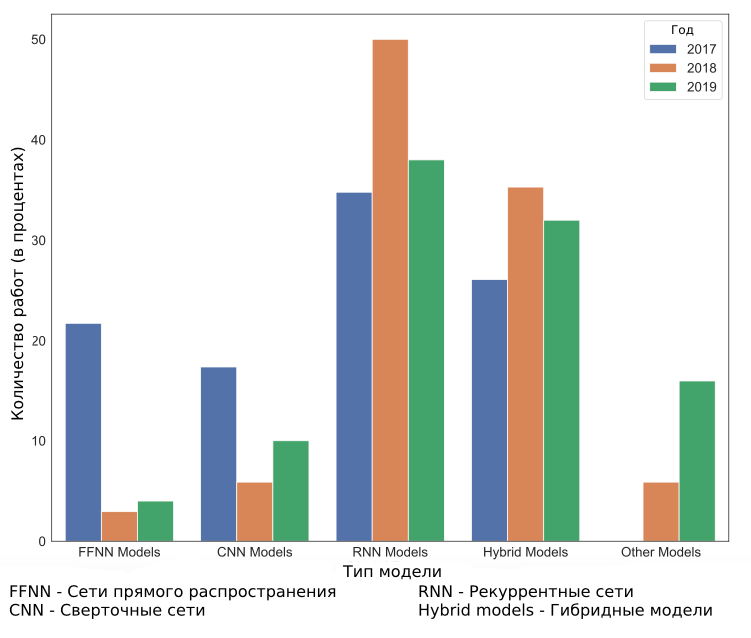 50
40
30
20
10
0
Количество работ (в процентах)
Год
2017
2018
2019
FFNN Models
CNN Models
RNN Models
Hybrid Models
Other Models
Тип модели
FFNN - Сети прямого распространения
RNN - Рекуррентные сети
CNN - Сверточные сети
Hybrid models - Гибридные модели